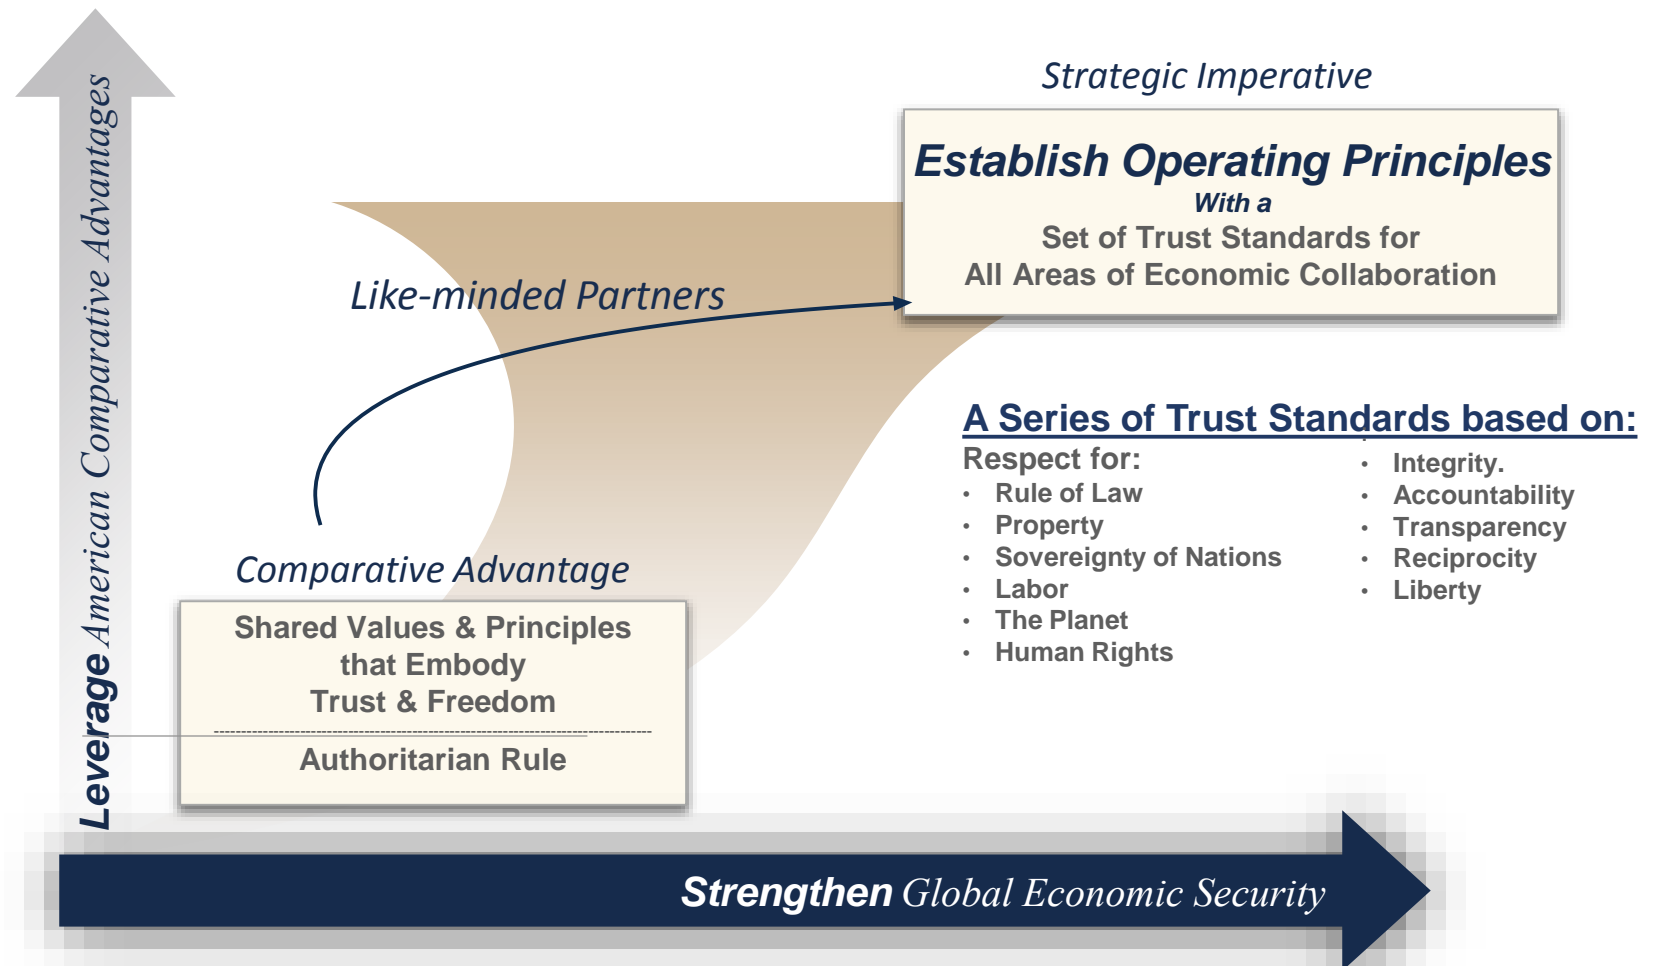 Leverage American Comparative Advantages
Strategic Imperative
Establish Operating Principles
With a
Set of Trust Standards for
All Areas of Economic Collaboration
Like-minded Partners
Comparative Advantage
Shared Values & Principles
that Embody
Trust & Freedom
Authoritarian Rule
A Series of Trust Standards based on:
Respect for:
• Rule of Law
• Property
• Sovereignty of Nations
• Labor
• The Planet
• Human Rights
• Integrity.
• Accountability
• Transparency
• Reciprocity
• Liberty
Strengthen Global Economic Security